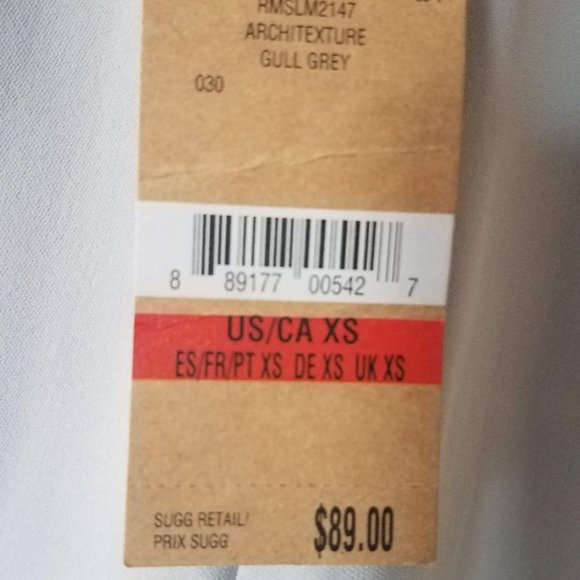 RMSLM2147
ARCHITEXTURE
GULL GREY
030
8 89177 00542 7
US/CA XS
ES/FR/PT XS DE XS UK XS
SUGG RETAIL/
PRIX SUGG
$89.00